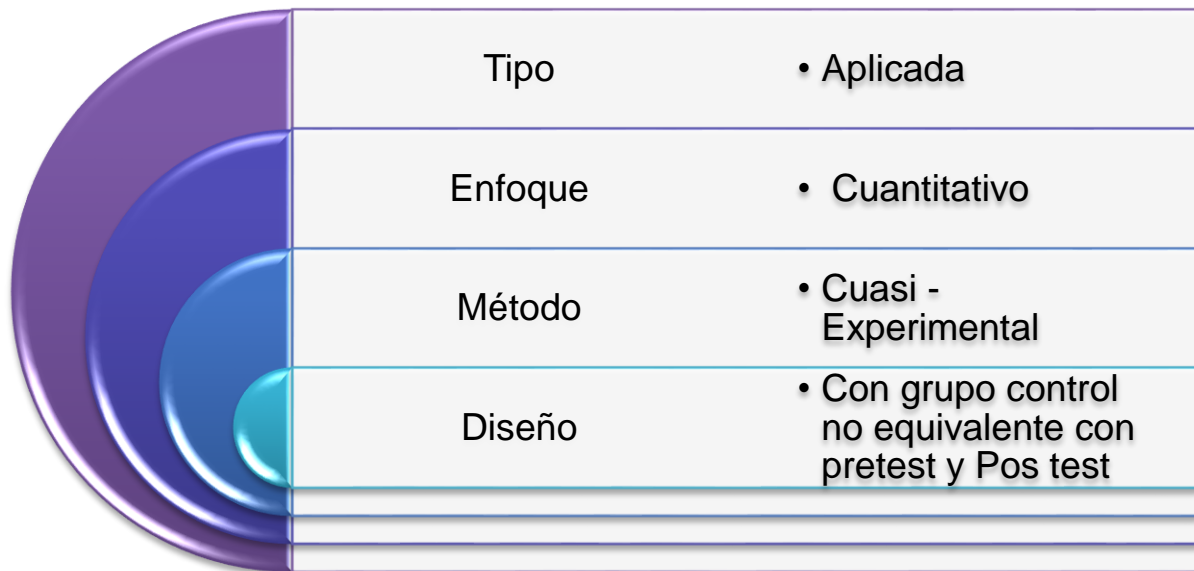 Tipo
• Aplicada
Enfoque
• Cuantitativo
Método
• Cuasi -
Experimental
Diseño
• Con grupo control
no equivalente con
pretest y Pos test